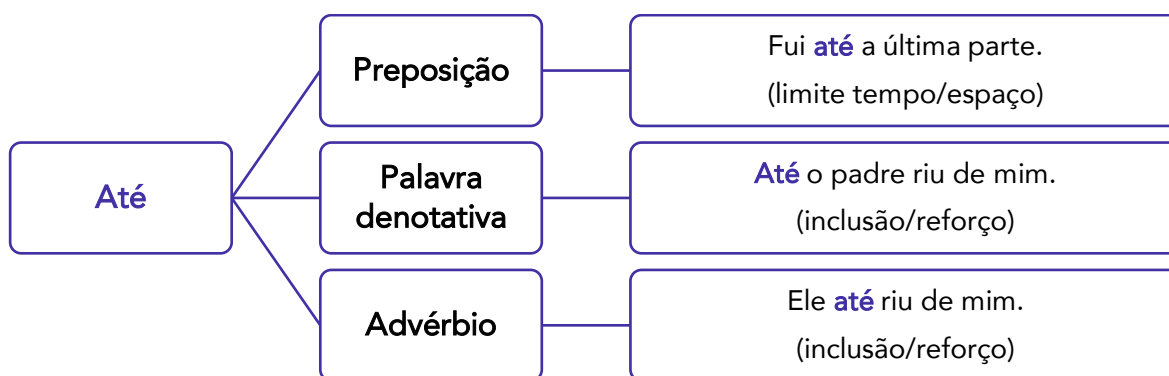 Até
Preposição
Fui até a última parte.
(limite tempo/espaço)
Palavra
denotativa
Até o padre riu de mim.
(inclusão/reforço)
Advérbio
Ele até riu de mim.
(inclusão/reforço)